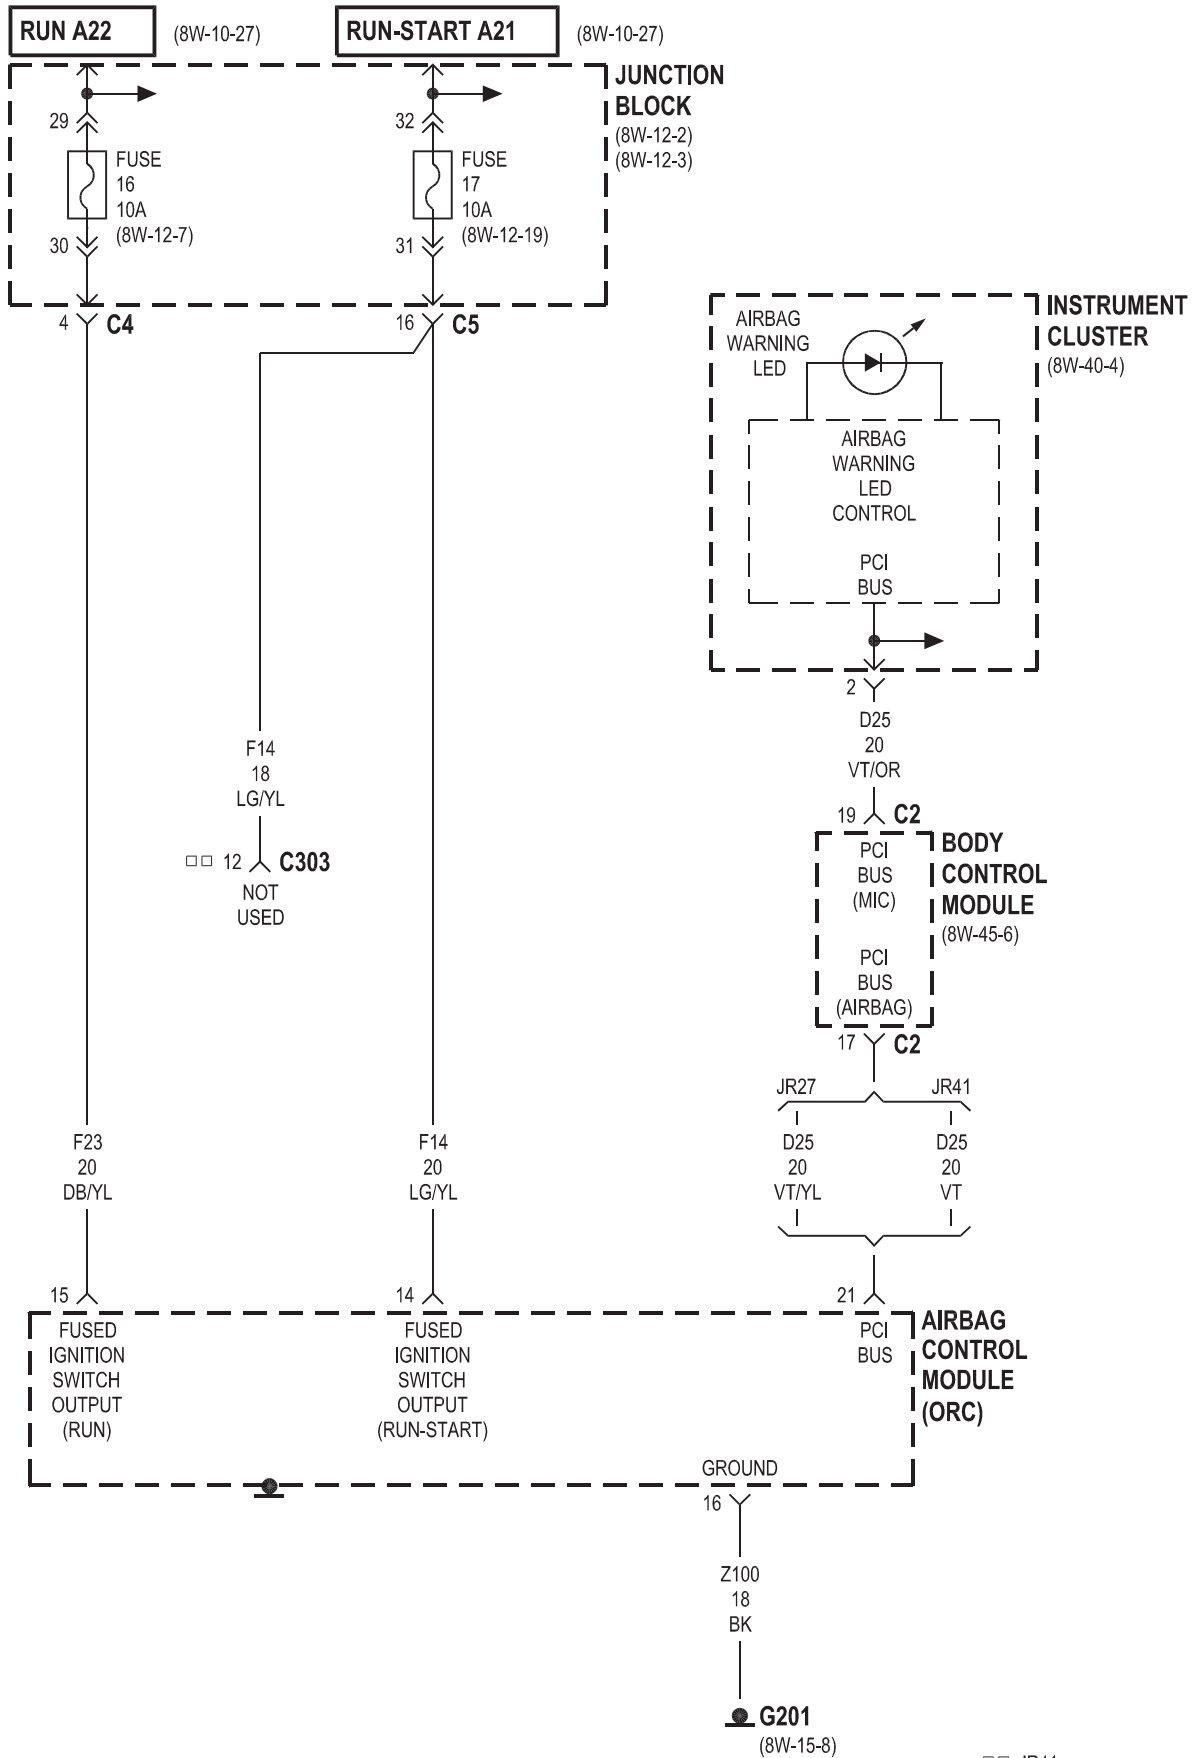 RUN A22
(8W-10-27)
RUN-START A21
(8W-10-27)
JUNCTION
BLOCK
(8W-12-2)
(8W-12-3)
29
FUSE
16
10A
(8W-12-7)
30
32
FUSE
17
10A
(8W-12-19)
31
4
C4
16
C5
INSTRUMENT
CLUSTER
(8W-40-4)
AIRBAG
WARNING
LED
AIRBAG
WARNING
LED
CONTROL
PCI
BUS
2
D25
20
VT/OR
F14
18
LG/YL
12
C303
NOT
USED
19
C2
BODY
CONTROL
MODULE
(8W-45-6)
PCI
BUS
(MIC)
PCI
BUS
(AIRBAG)
17
C2
JR27
JR41
F23
20
DB/YL
F14
20
LG/YL
D25
20
VT/YL
D25
20
VT
15
14
21
FUSED
IGNITION
SWITCH
OUTPUT
(RUN)
FUSED
IGNITION
SWITCH
OUTPUT
(RUN-START)
PCI
BUS
AIRBAG
CONTROL
MODULE
(ORC)
GROUND
16
Z100
18
BK
G201
(8W-15-8)